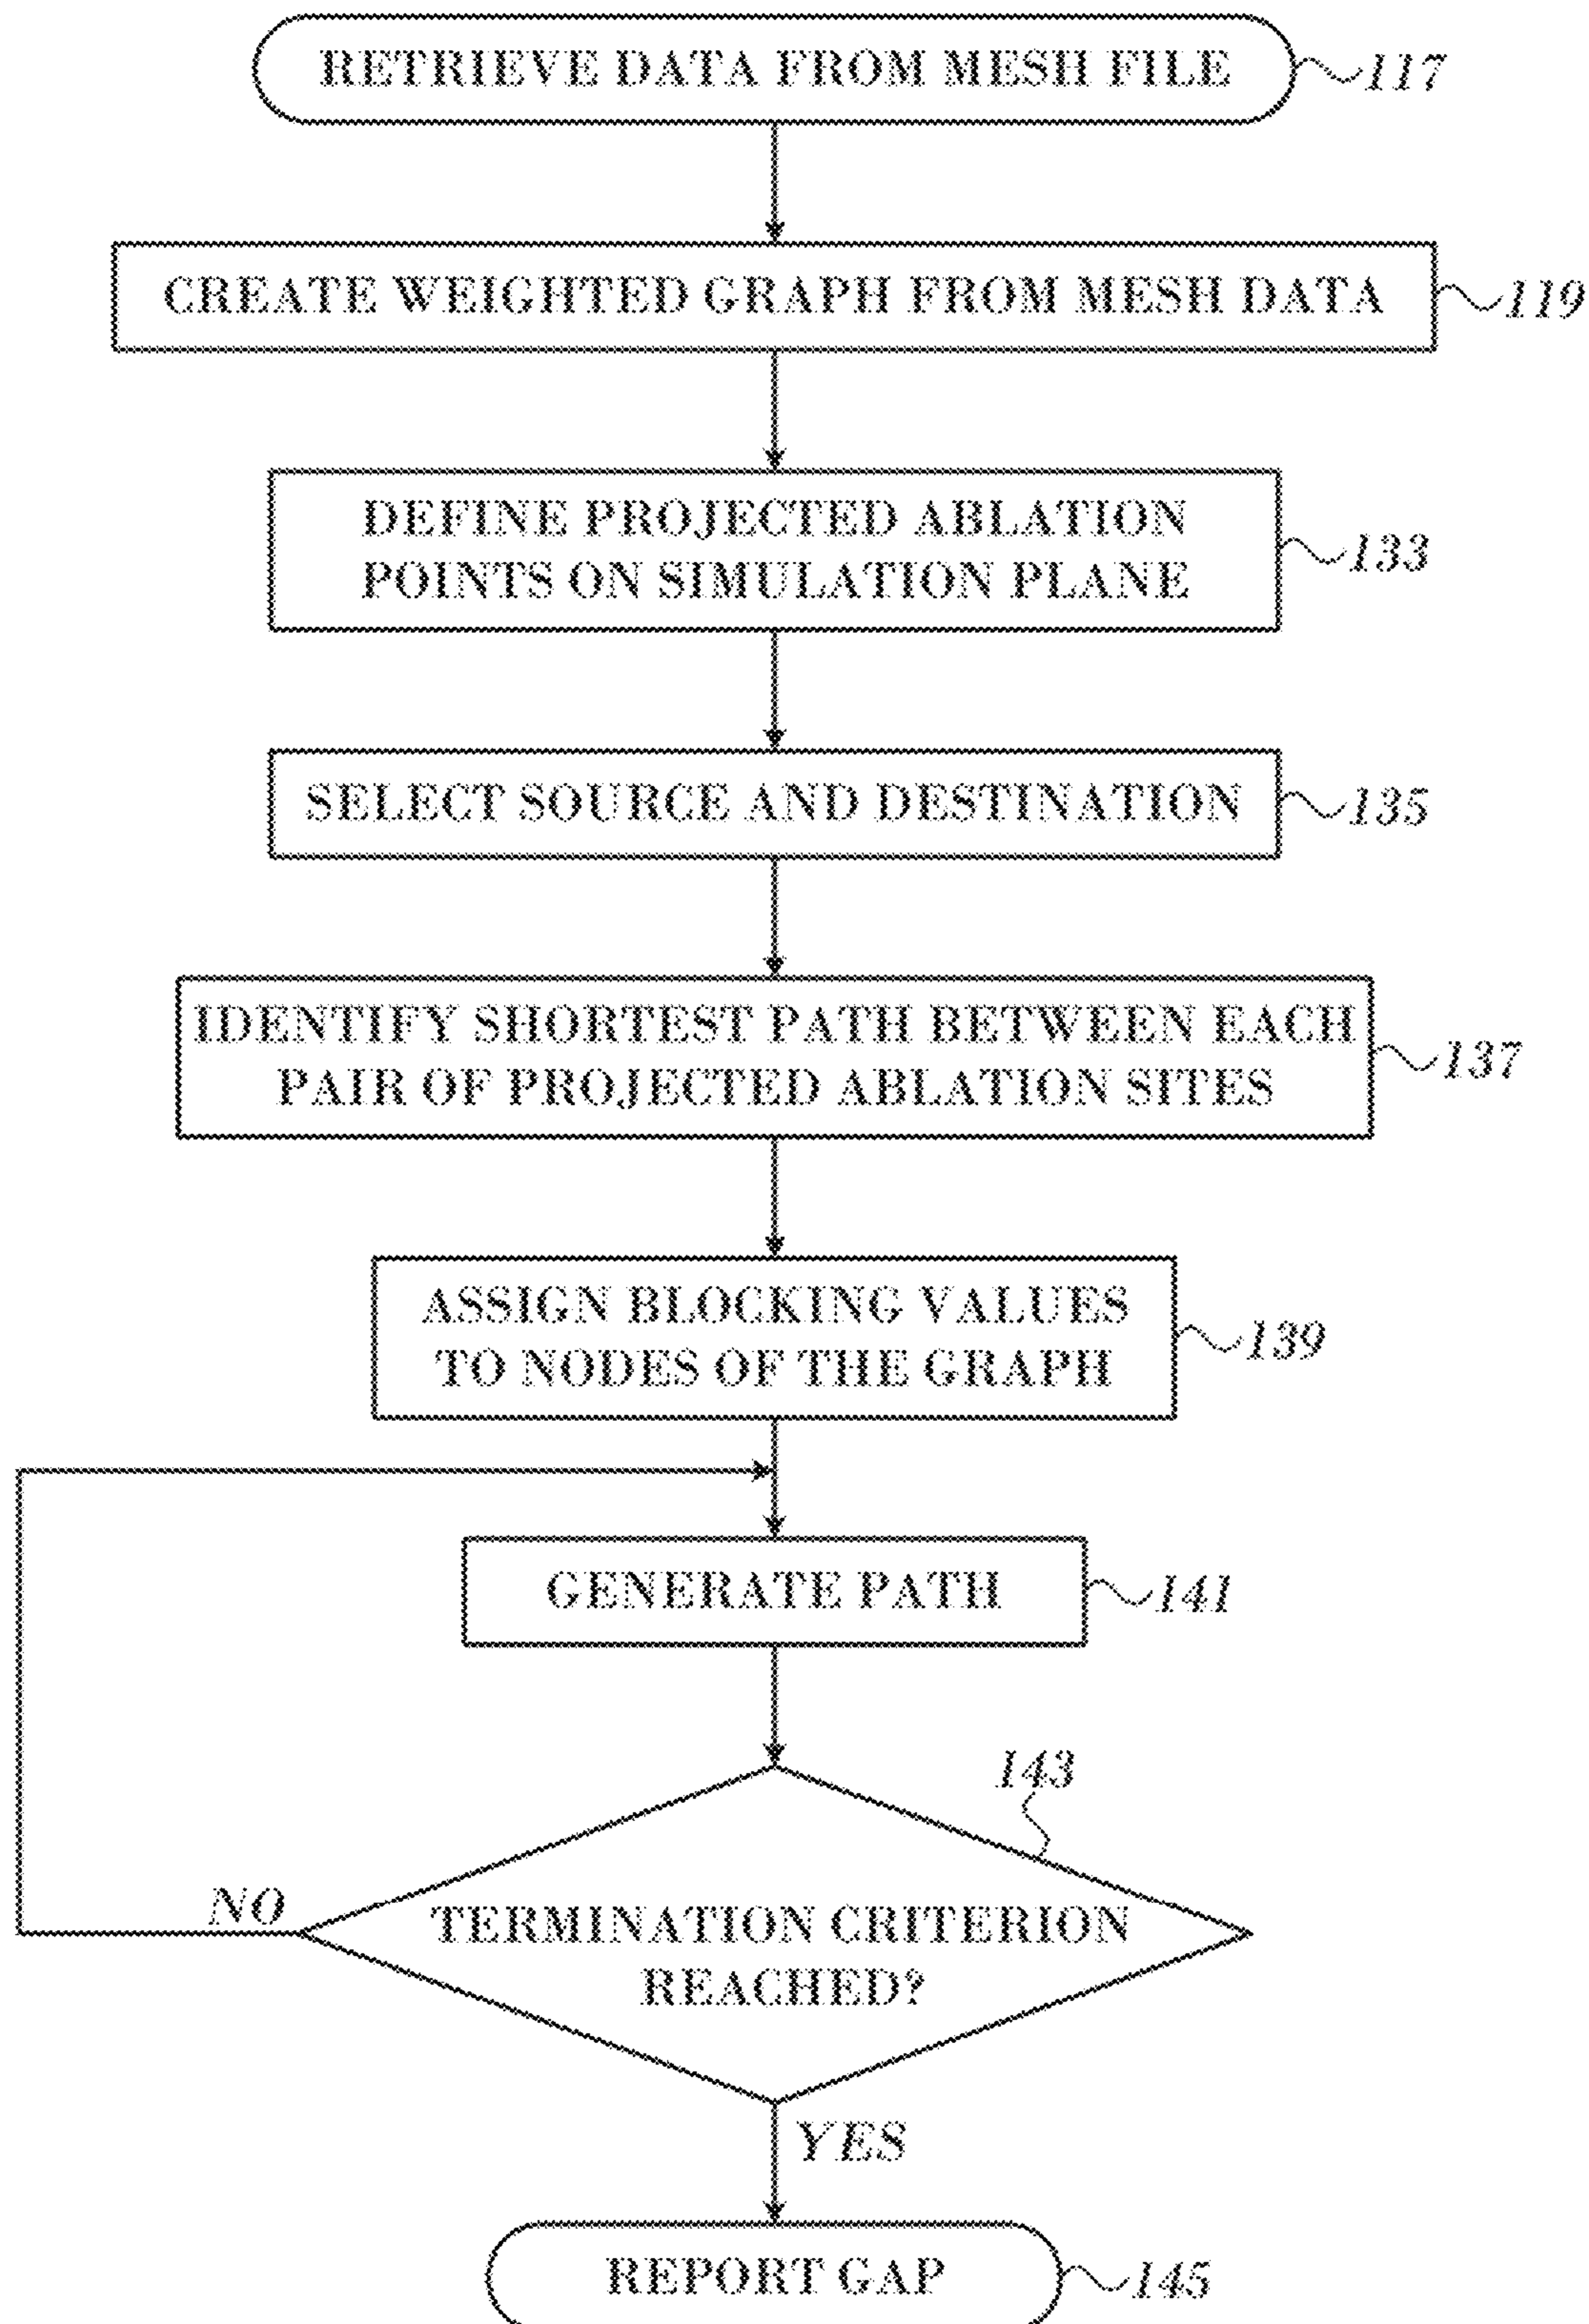 RETRIEVE DATA FROM MESH FILE
117
CREATE WEIGHTED GRAPH FROM MESH DATA
119
DEFINE PROJECTED ABLATION
POINTS ON SIMULATION PLANE
133
SELECT SOURCE AND DESTINATION
135
IDENTIFY SHORTEST PATH BETWEEN EACH
PAIR OF PROJECTED ABLATION SITES
137
ASSIGN BLOCKING VALUES
TO NODES OF THE GRAPH
139
GENERATE PATH
141
143
NO
TERMINATION CRITERION
REACHED?
YES
REPORT GAP
145